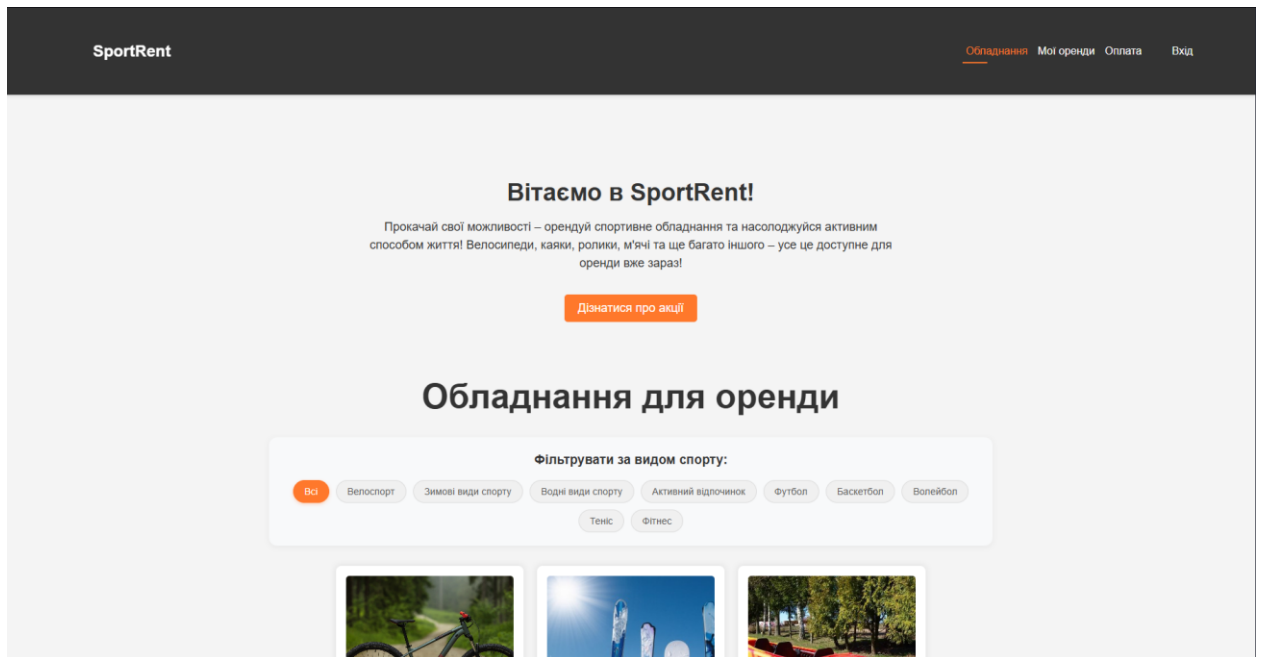 SportRent
Обладнання Мої оренди Оплата Вхід
Вітаємо в SportRent!
Прокачай свої можливості – орендуй спортивне обладнання та насолоджуйся активним
способом життя! Велосипеди, каяки, ролики, м'ячі та ще багато іншого – усе це доступне для
оренди вже зараз!
Дізнатися про акції
Обладнання для оренди
Фільтрувати за видом спорту:
Всі Велоспорт Зимові види спорту Водні види спорту Активний відпочинок Футбол Баскетбол Волейбол
Теніс Фітнес